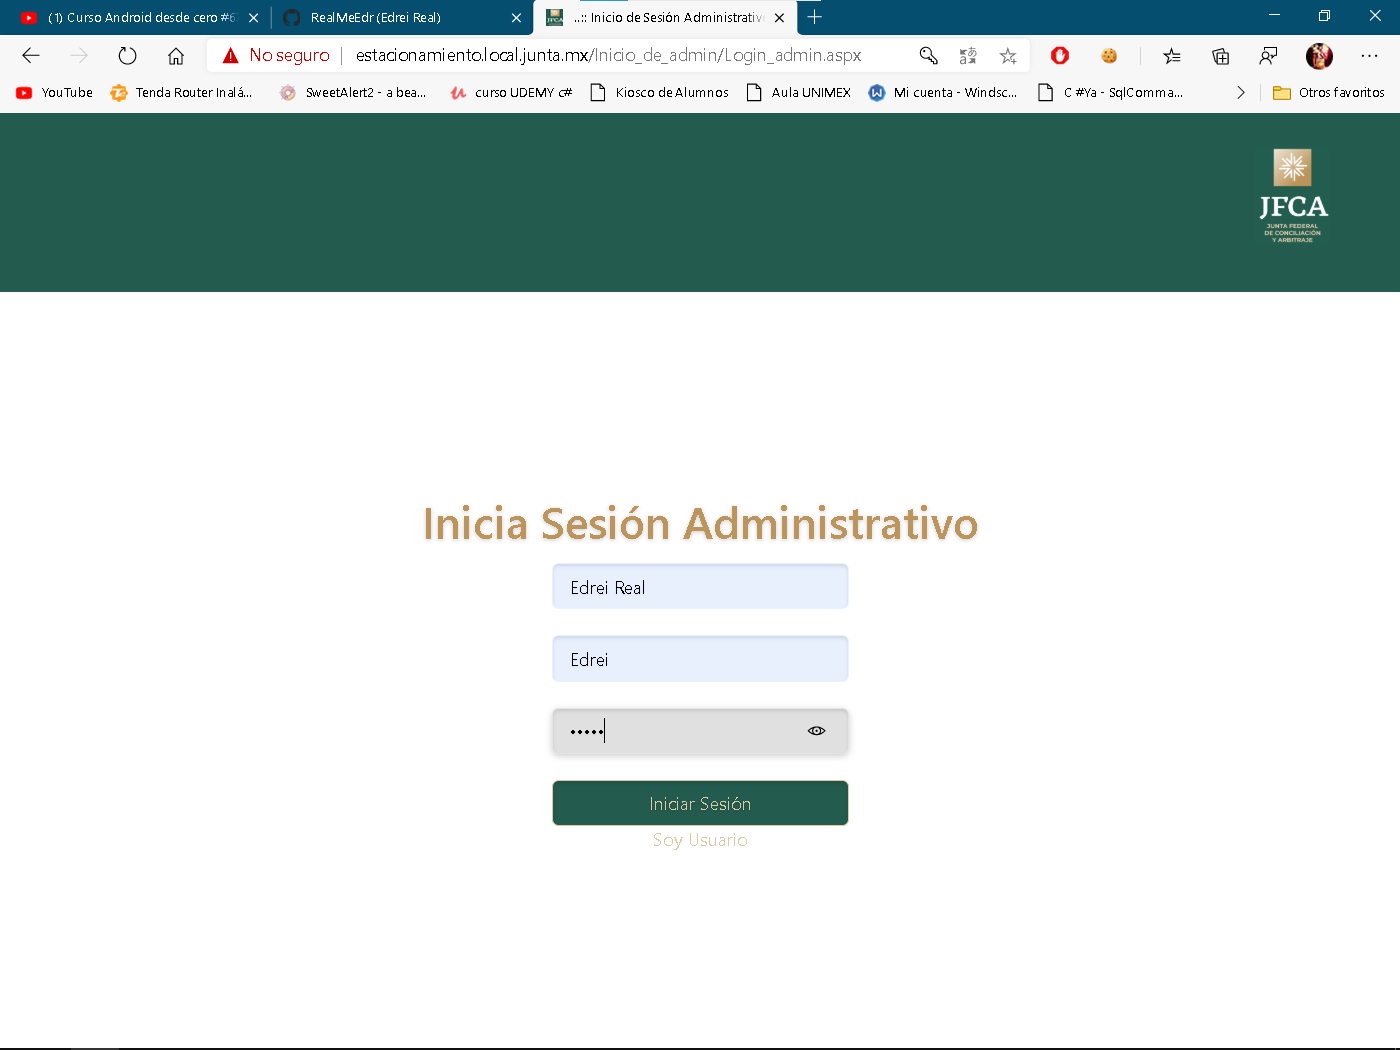 (1) Curso Android desde cero #6
RealMeEdr (Edrei Real)
..:: Inicio de Sesión Administrativ
No seguro
estacionamiento.local.junta.mx/Inicio_de_admin/Login_admin.aspx
YouTube
Tenda Router Inalá...
SweetAlert2 - a bea...
curso UDEMY c#
Kiosco de Alumnos
Aula UNIMEX
Mi cuenta - Windsc...
C #Ya - SqlComma...
Otros favoritos
JFCA
JUNTA FEDERAL
DE CONCILIACIÓN
Y ARBITRAJE
Inicia Sesión Administrativo
Edrei Real
Edrei
•••••
Iniciar Sesión
Soy Usuario